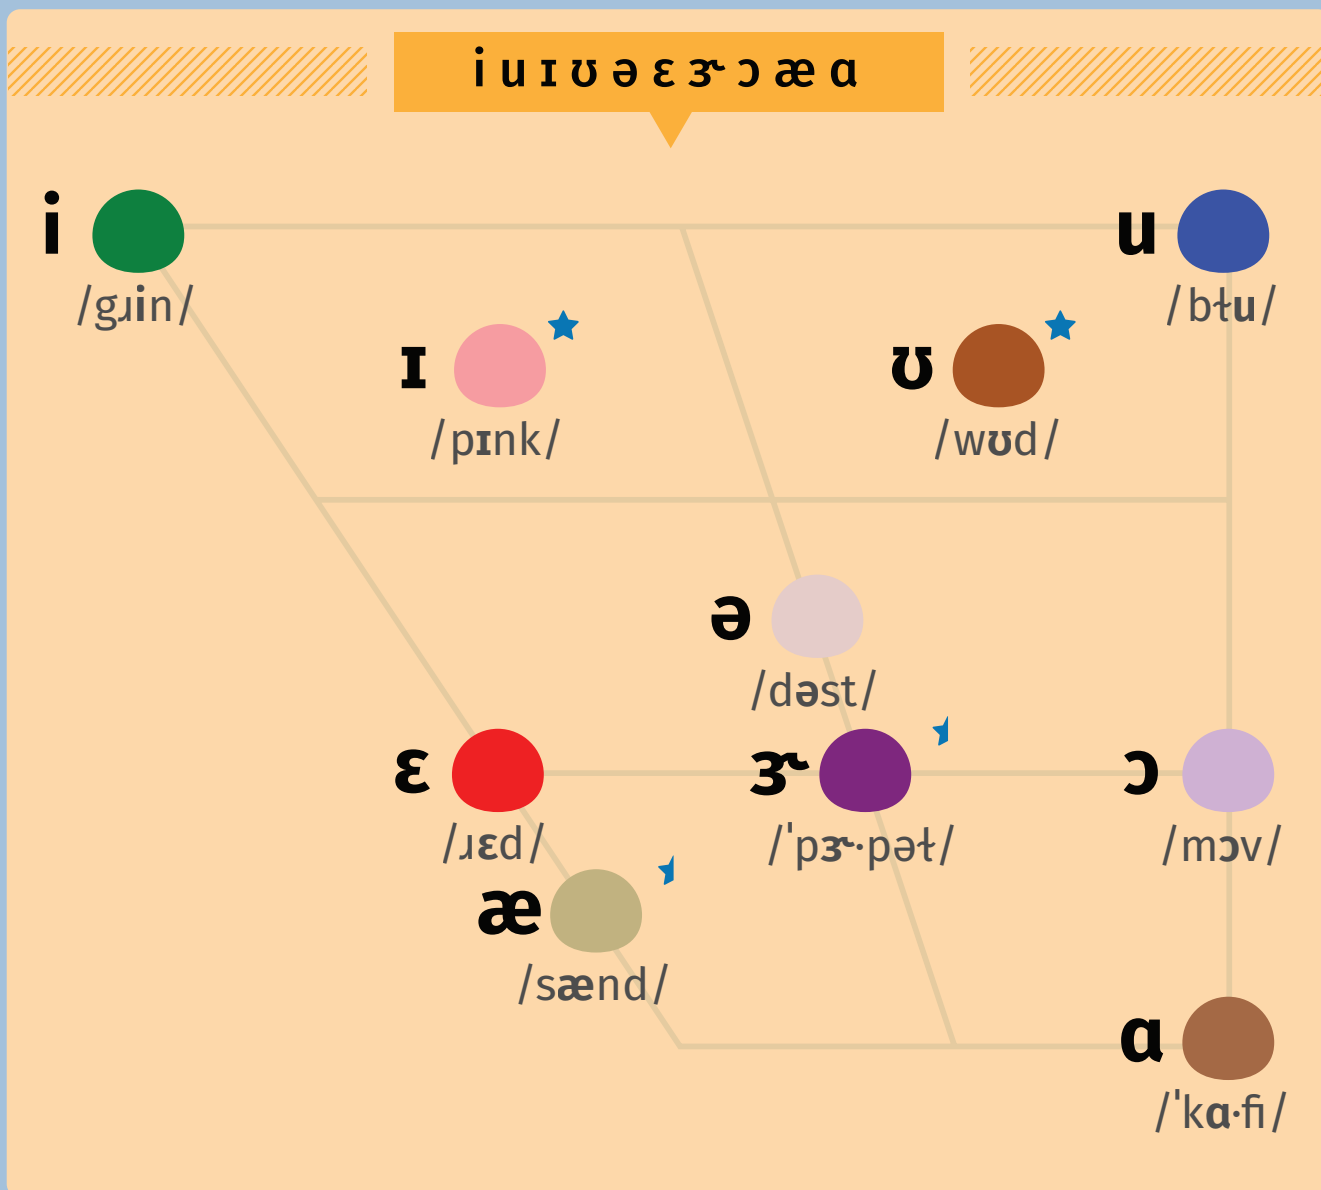 i u ɪ ʊ ə ɛ ɝ ɔ æ ɑ
i
/gɹin/
u
/bɫu/
ɪ
/pɪnk/
ʊ
/wʊd/
ə
/dəst/
ɛ
/ɹɛd/
ɝ
/ˈpɝ·pəɫ/
ɔ
/mɔv/
æ
/sænd/
ɑ
/ˈkɑ·fi/